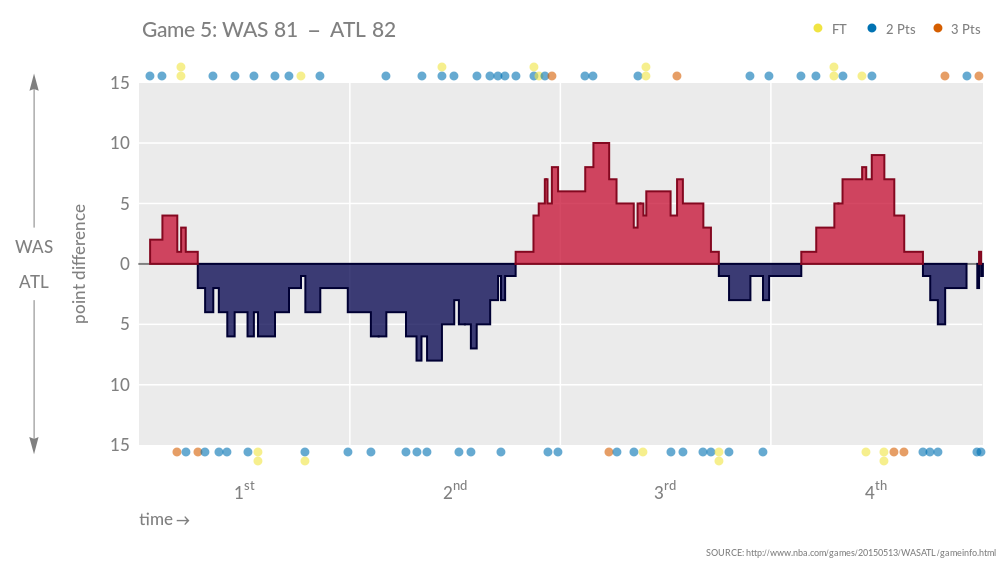 Game 5: WAS 81 – ATL 82
FT 2 Pts 3 Pts
15
10
5
0
5
10
15
WAS
ATL
point difference
1st 2nd 3rd 4th
time→
SOURCE: http://www.nba.com/games/20150513/WASATL/gameinfo.html